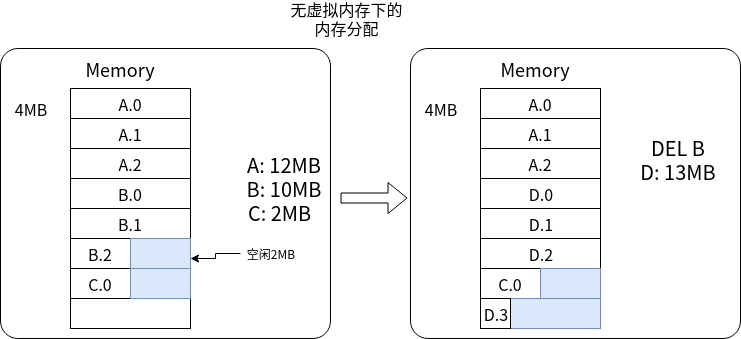 无虚拟内存下的
内存分配
Memory
4MB
A.0
A.1
A.2
B.0
B.1
B.2
C.0
A: 12MB
B: 10MB
C: 2MB
空闲2MB
Memory
4MB
A.0
A.1
A.2
D.0
D.1
D.2
C.0
D.3
DEL B
D: 13MB